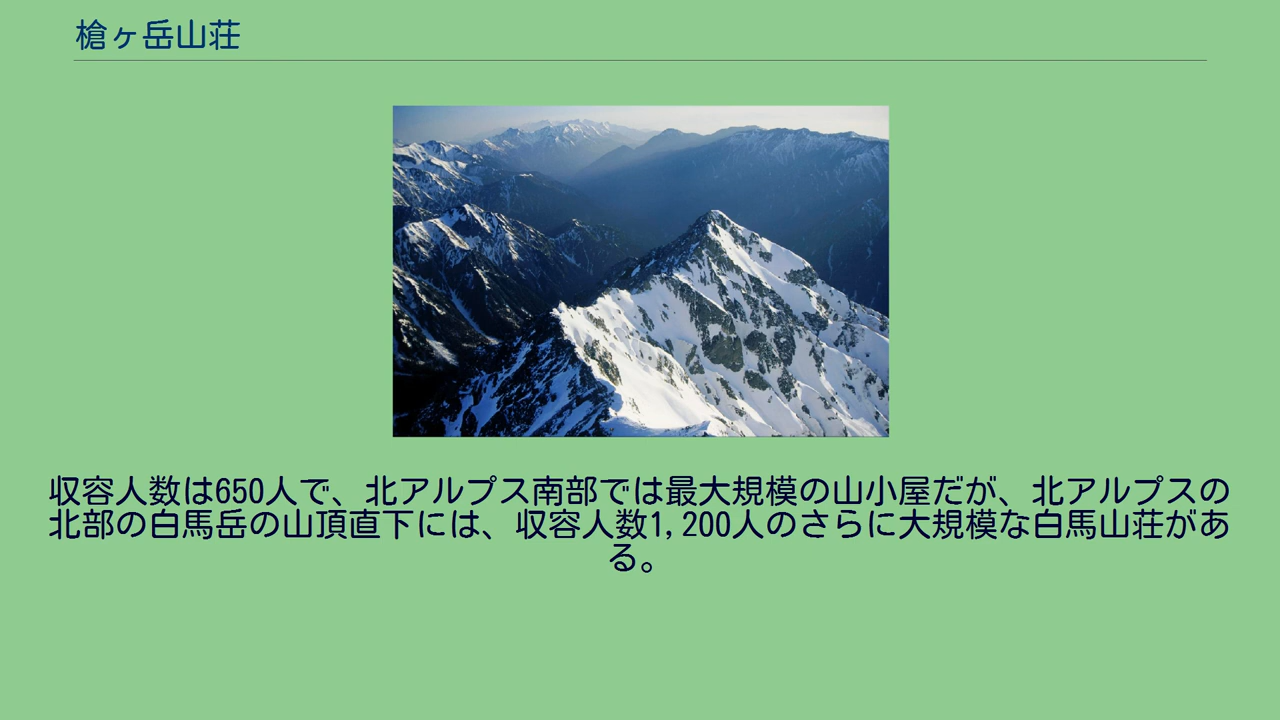 槍ヶ岳山荘
収容人数は650人で、北アルプス南部では最大規模の山小屋だが、北アルプスの
北部の白馬岳の山頂直下には、収容人数1,200人のさらに大規模な白馬山荘があ
る。